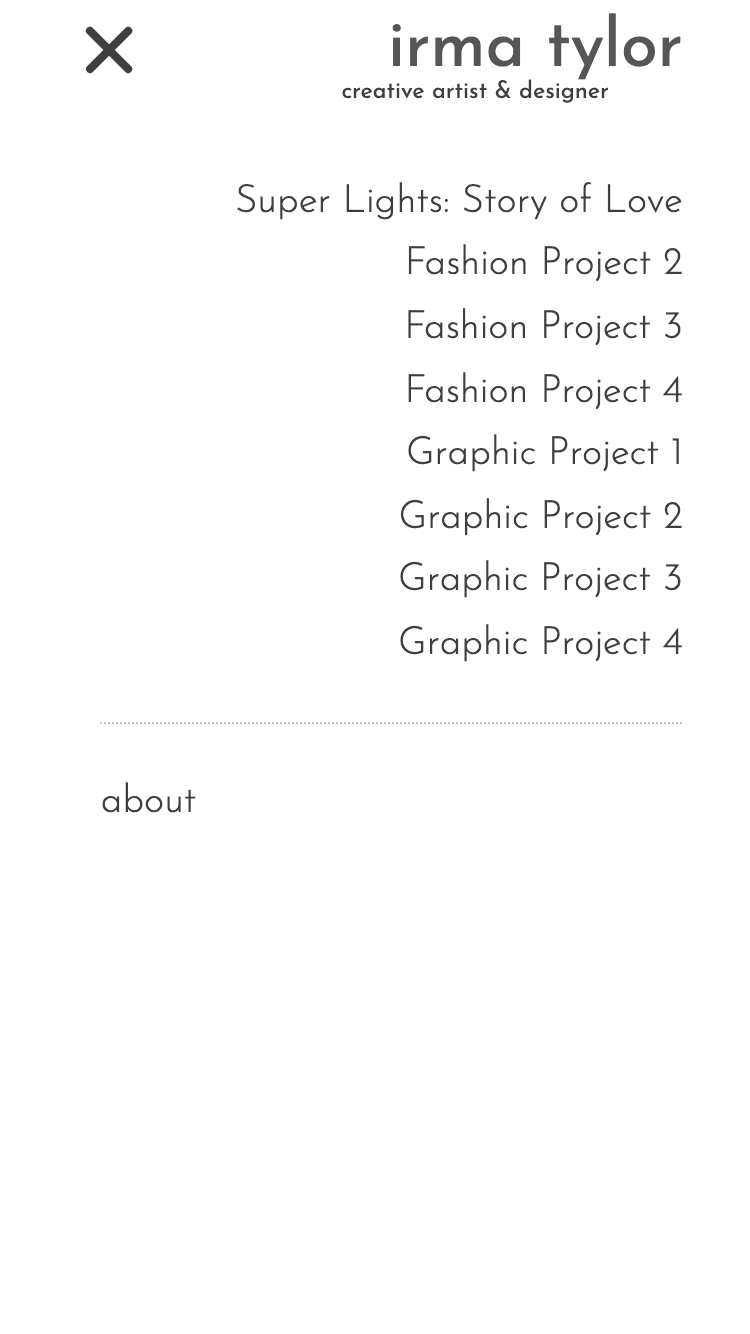 irma tylor
creative artist & designer
Super Lights: Story of Love
Fashion Project 2
Fashion Project 3
Fashion Project 4
Graphic Project 1
Graphic Project 2
Graphic Project 3
Graphic Project 4
about